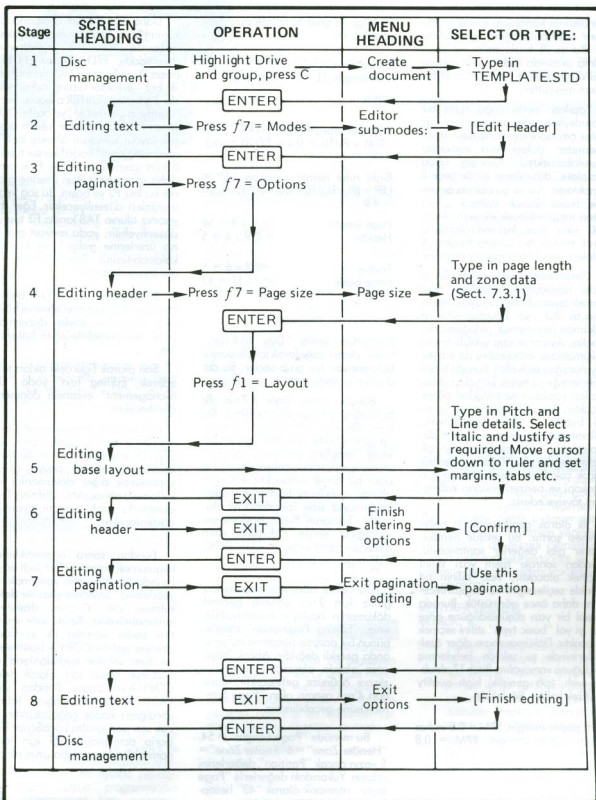 Stage
SCREEN
HEADING
OPERATION
MENU
HEADING
SELECT OR TYPE:
1
Disc
management
Highlight Drive
and group, press C
Create
document
Type in
TEMPLATE.STD
ENTER
2
Editing text
Press f7 = Modes
Editor
sub-modes:
[Edit Header]
ENTER
3
Editing
pagination
Press f7 = Options
4
Editing header
Press f7 = Page size
Page size
Type in page length
and zone data
(Sect. 7.3.1)
ENTER
Press f1 = Layout
5
Editing
base layout
Type in Pitch and
Line details. Select
Italic and Justify as
required. Move cursor
down to ruler and set
margins, tabs etc.
EXIT
6
Editing
header
EXIT
Finish
altering
options
[Confirm]
ENTER
7
Editing
pagination
EXIT
Exit pagination
editing
[Use this
pagination]
ENTER
8
Editing text
EXIT
Exit
options
[Finish editing]
ENTER
Disc
management